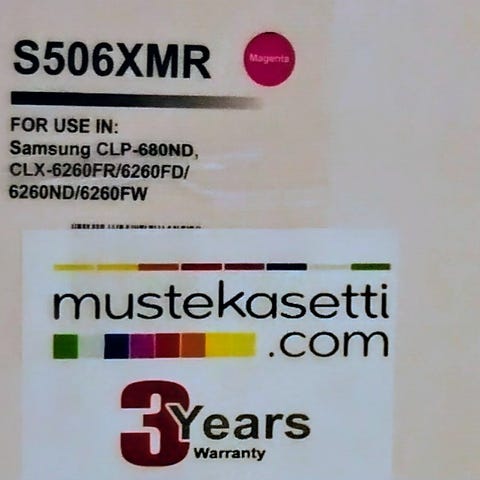 S506XMR
Magenta
FOR USE IN:
Samsung CLP-680ND,
CLX-6260FR/6260FD/
6260ND/6260FW
mustekasetti
.com
3 Years
Warranty